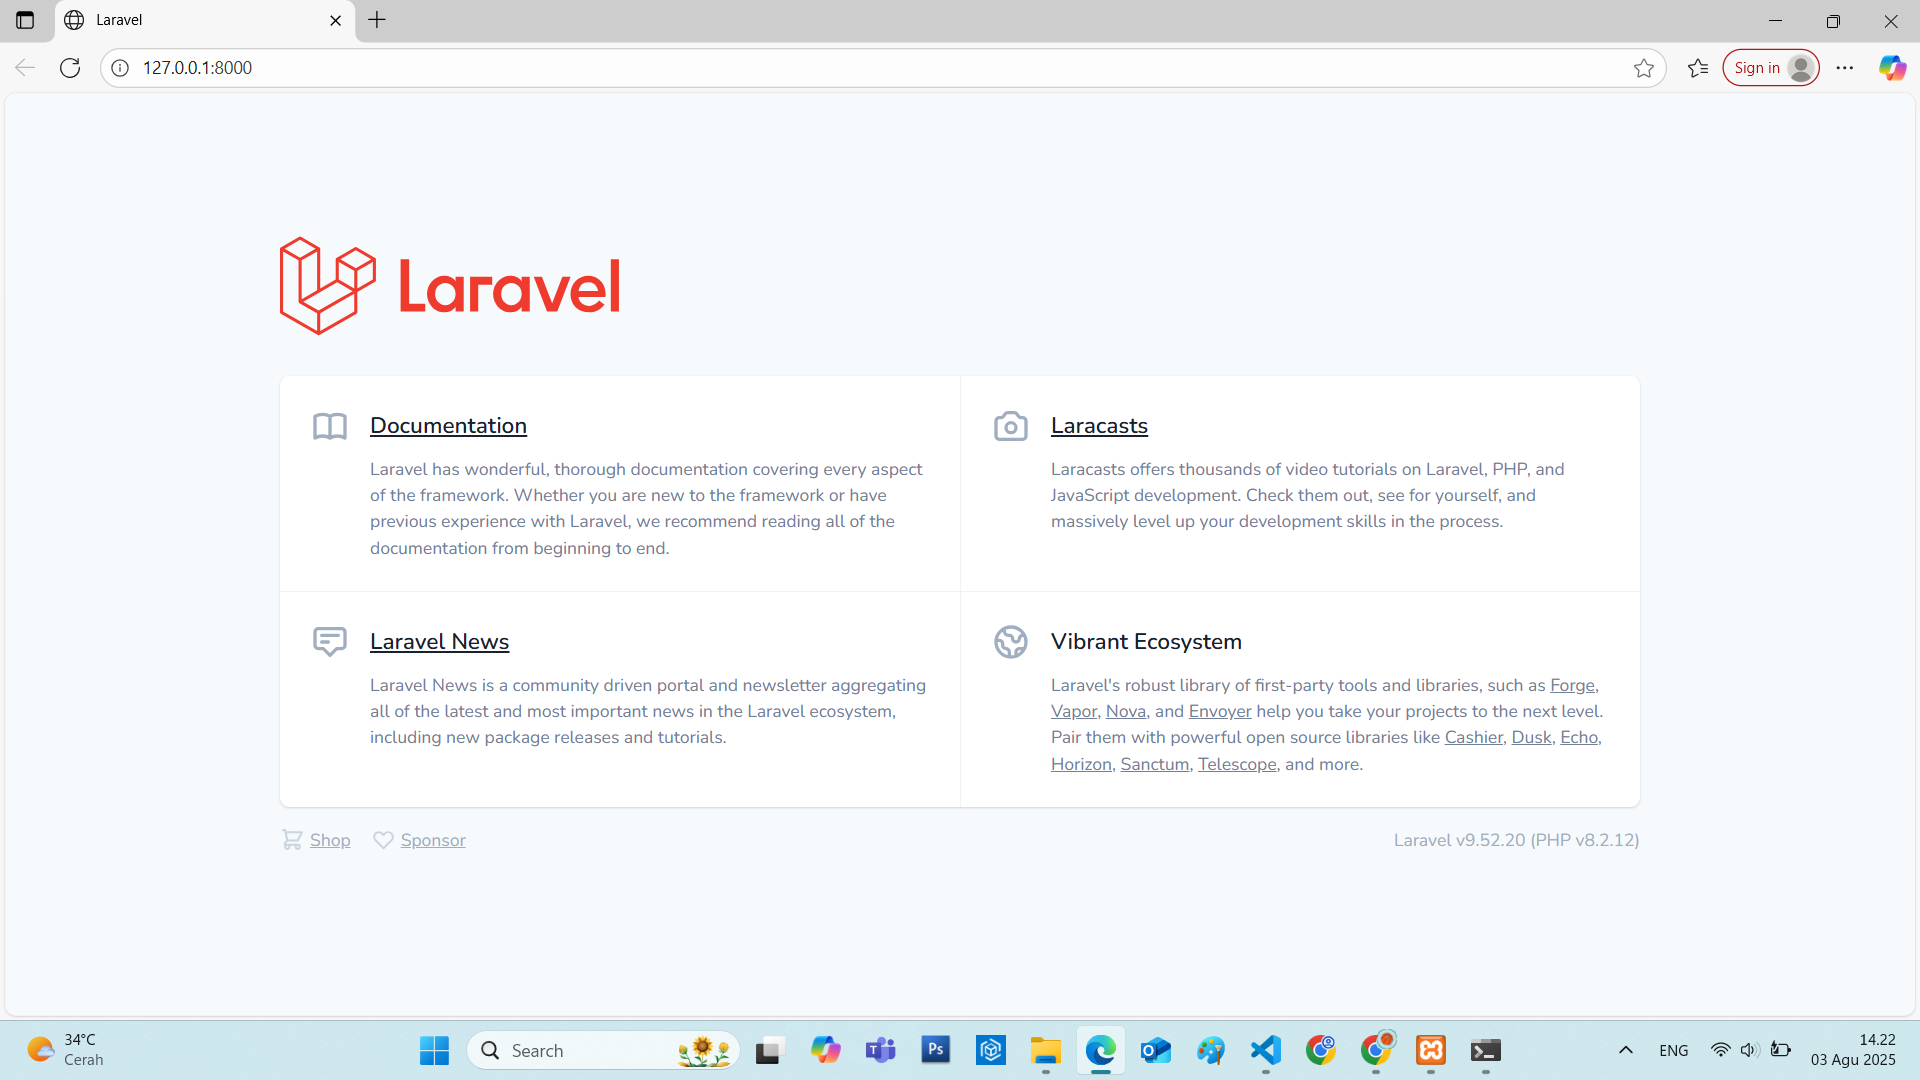 Laravel
127.0.0.1:8000
Sign in
Laravel
Documentation
Laravel has wonderful, thorough documentation covering every aspect
of the framework. Whether you are new to the framework or have
previous experience with Laravel, we recommend reading all of the
documentation from beginning to end.
Laracasts
Laracasts offers thousands of video tutorials on Laravel, PHP, and
JavaScript development. Check them out, see for yourself, and
massively level up your development skills in the process.
Laravel News
Laravel News is a community driven portal and newsletter aggregating
all of the latest and most important news in the Laravel ecosystem,
including new package releases and tutorials.
Vibrant Ecosystem
Laravel's robust library of first-party tools and libraries, such as Forge,
Vapor, Nova, and Envoyer help you take your projects to the next level.
Pair them with powerful open source libraries like Cashier, Dusk, Echo,
Horizon, Sanctum, Telescope, and more.
Shop
Sponsor
Laravel v9.52.20 (PHP v8.2.12)
34°C
Cerah
Search
Ps
ENG
14.22
03 Agu 2025